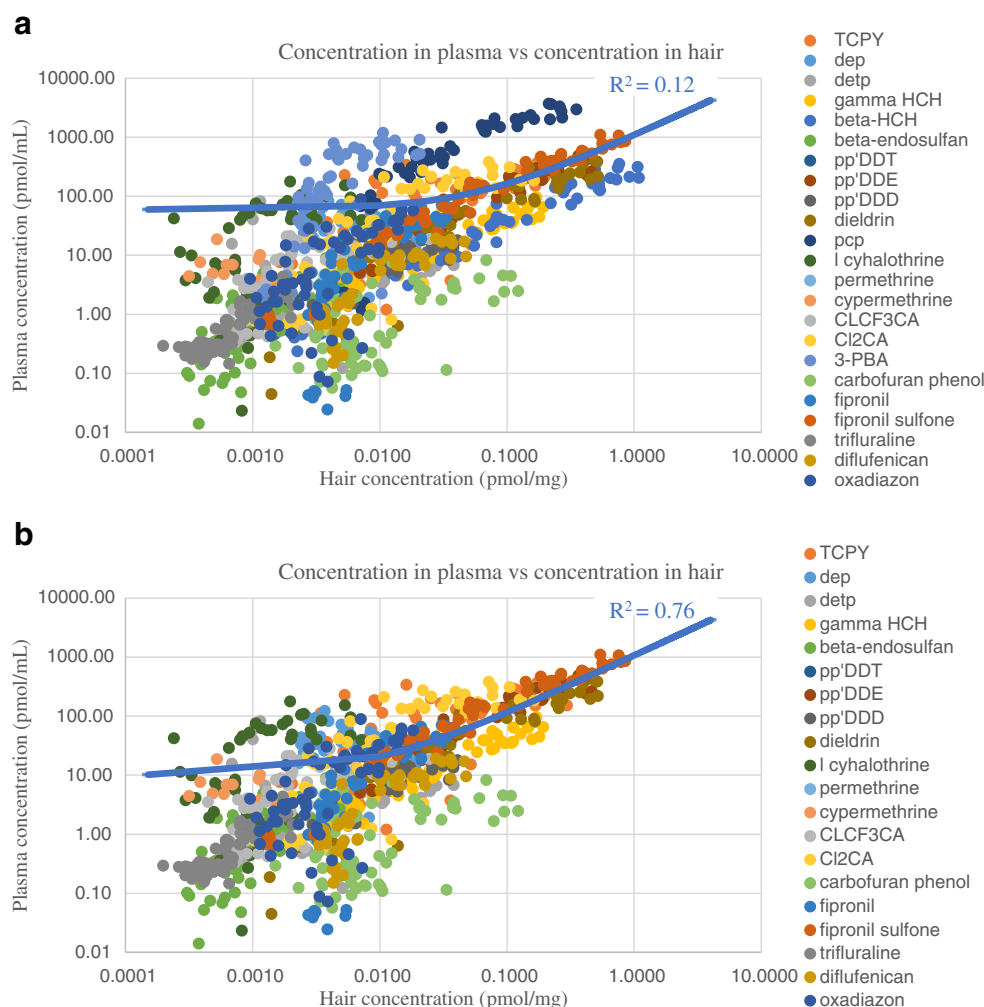 a
Concentration in plasma vs concentration in hair
R² = 0.12
Plasma concentration (pmol/mL)
10000.00
1000.00
100.00
10.00
1.00
0.10
0.01
0.0001 0.0010 0.0100 0.1000 1.0000 10.0000
Hair concentration (pmol/mg)
TCPY
dep
detp
gamma HCH
beta-HCH
beta-endosulfan
pp'DDT
pp'DDE
pp'DDD
dieldrin
pcp
l cyhalothrine
permethrine
cypermethrine
CLCF3CA
Cl2CA
3-PBA
carbofuran phenol
fipronil
fipronil sulfone
trifluraline
diflufenican
oxadiazon
b
Concentration in plasma vs concentration in hair
R² = 0.76
Plasma concentration (pmol/mL)
10000.00
1000.00
100.00
10.00
1.00
0.10
0.01
0.0001 0.0010 0.0100 0.1000 1.0000 10.0000
Hair concentration (pmol/mg)
TCPY
dep
detp
gamma HCH
beta-endosulfan
pp'DDT
pp'DDE
pp'DDD
dieldrin
l cyhalothrine
permethrine
cypermethrine
CLCF3CA
Cl2CA
carbofuran phenol
fipronil
fipronil sulfone
trifluraline
diflufenican
oxadiazon